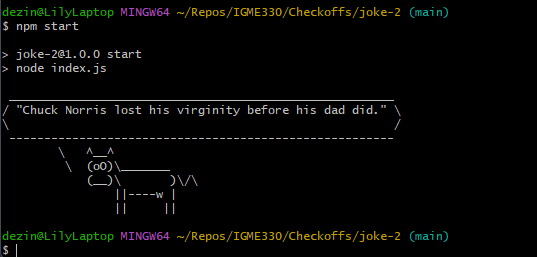 dezin@LilyLaptop MINGW64 ~/Repos/IGME330/Checkoffs/joke-2 (main)
$ npm start

> joke-2@1.0.0 start
> node index.js

 _______________________________________________________
/ "Chuck Norris lost his virginity before his dad did." \
\                                                       /
 -------------------------------------------------------
        \   ^__^
         \  (oO)\_______
            (__)\       )\/\
                ||----w |
                ||     ||

dezin@LilyLaptop MINGW64 ~/Repos/IGME330/Checkoffs/joke-2 (main)
$